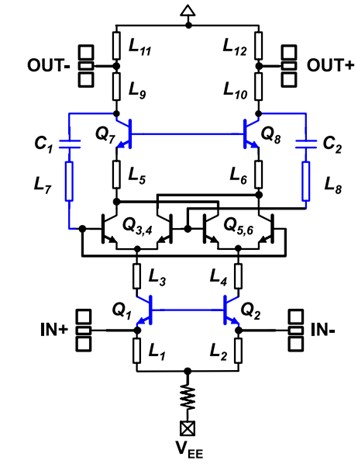 L11 L12
OUT- OUT+
L9 L10
C1 Q7 Q8 C2
L7 L5 L6 L8
Q3,4 Q5,6
L3 L4
IN+ Q1 Q2 IN-
L1 L2
VEE